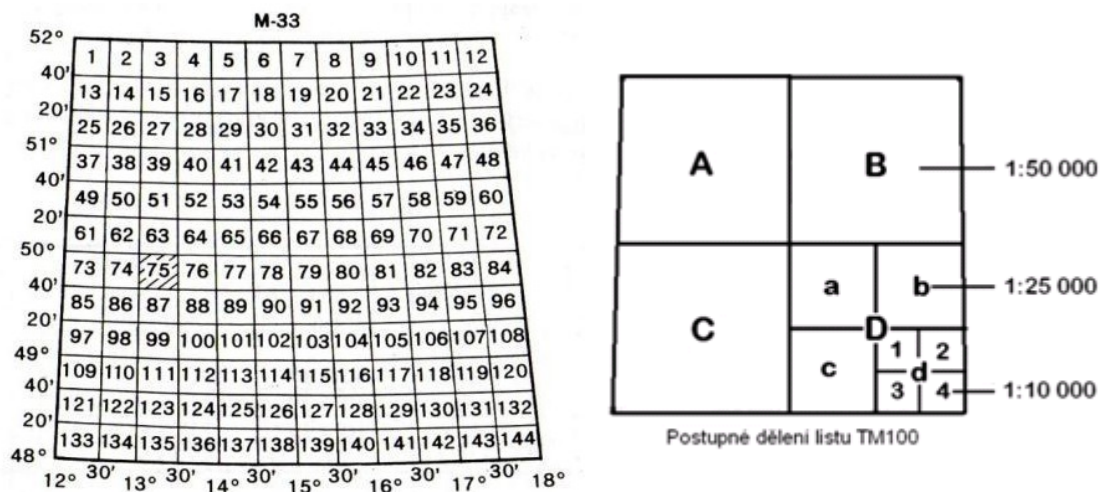 M-33
52°
1 2 3 4 5 6 7 8 9 10 11 12
40'
13 14 15 16 17 18 19 20 21 22 23 24
20'
25 26 27 28 29 30 31 32 33 34 35 36
51°
37 38 39 40 41 42 43 44 45 46 47 48
40'
49 50 51 52 53 54 55 56 57 58 59 60
20'
61 62 63 64 65 66 67 68 69 70 71 72
50°
73 74 75 76 77 78 79 80 81 82 83 84
40'
85 86 87 88 89 90 91 92 93 94 95 96
20'
97 98 99 100 101 102 103 104 105 106 107 108
49°
109 110 111 112 113 114 115 116 117 118 119 120
40'
121 122 123 124 125 126 127 128 129 130 131 132
20'
133 134 135 136 137 138 139 140 141 142 143 144
48°
12° 30' 13° 30' 14° 30' 15° 30' 16° 30' 17° 30' 18°
A B 1:50 000
a b 1:25 000
C D
c 1 2
d
3 4 1:10 000
Postupné dělení listu TM100